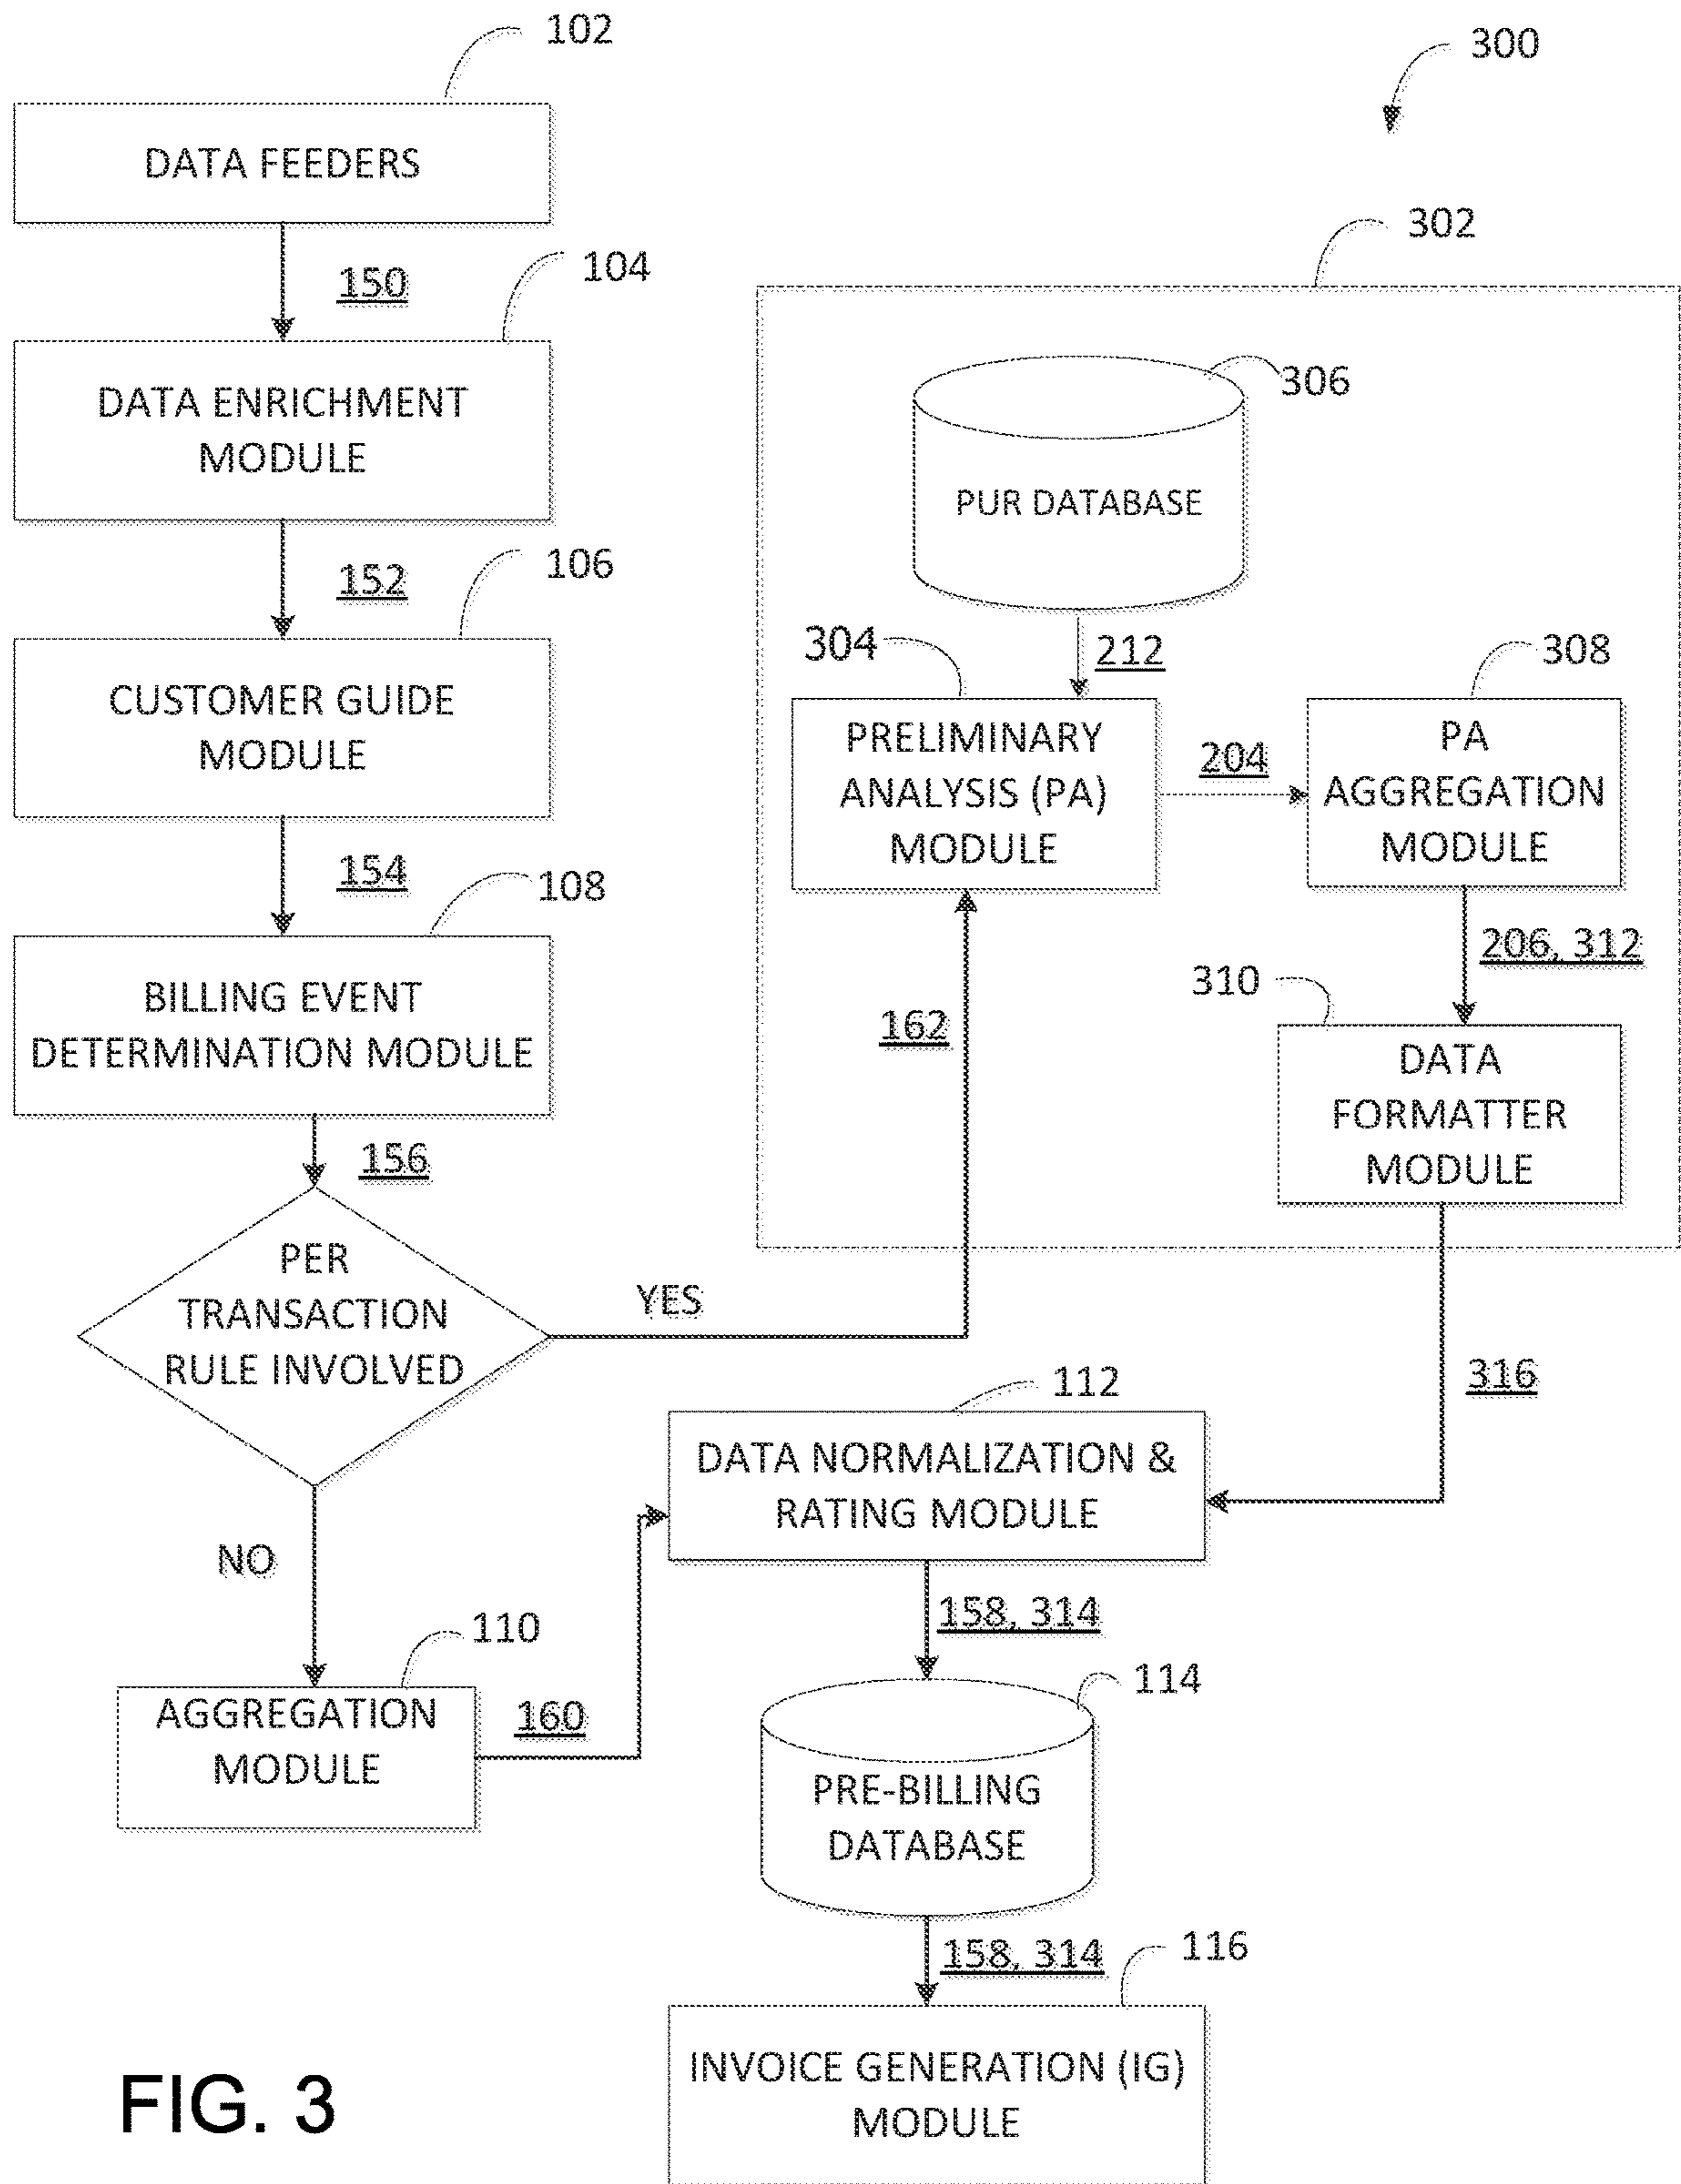 102
300
DATA FEEDERS
302
150
104
306
DATA ENRICHMENT
MODULE
PUR DATABASE
152
106
304
212
308
CUSTOMER GUIDE
MODULE
PRELIMINARY
ANALYSIS (PA)
MODULE
204
PA
AGGREGATION
MODULE
154
108
206, 312
310
BILLING EVENT
DETERMINATION MODULE
162
DATA
FORMATTER
MODULE
156
PER
TRANSACTION
RULE INVOLVED
YES
316
112
DATA NORMALIZATION &
RATING MODULE
NO
158, 314
110
114
AGGREGATION
MODULE
160
PRE-BILLING
DATABASE
158, 314
116
INVOICE GENERATION (IG)
MODULE
FIG. 3